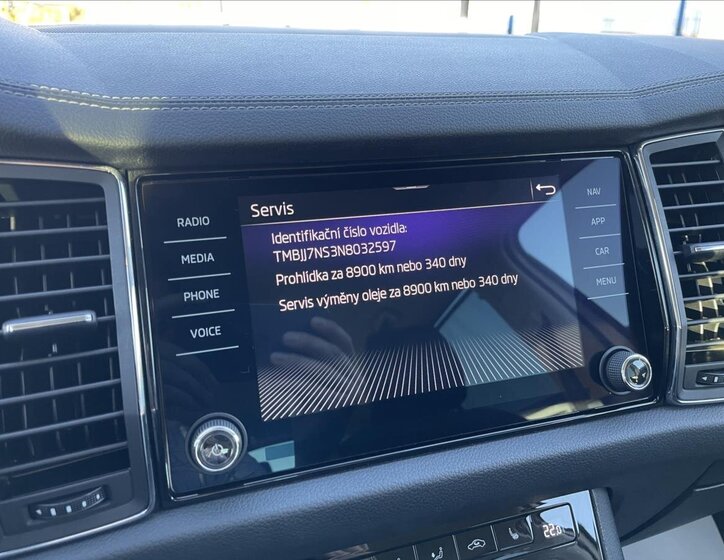 Servis
Identifikační číslo vozidla:
TMBJJ7NS3N8032597
Prohlídka za 8900 km nebo 340 dny
Servis výměny oleje za 8900 km nebo 340 dny
RADIO
MEDIA
PHONE
VOICE
NAV
APP
CAR
MENU
22.0